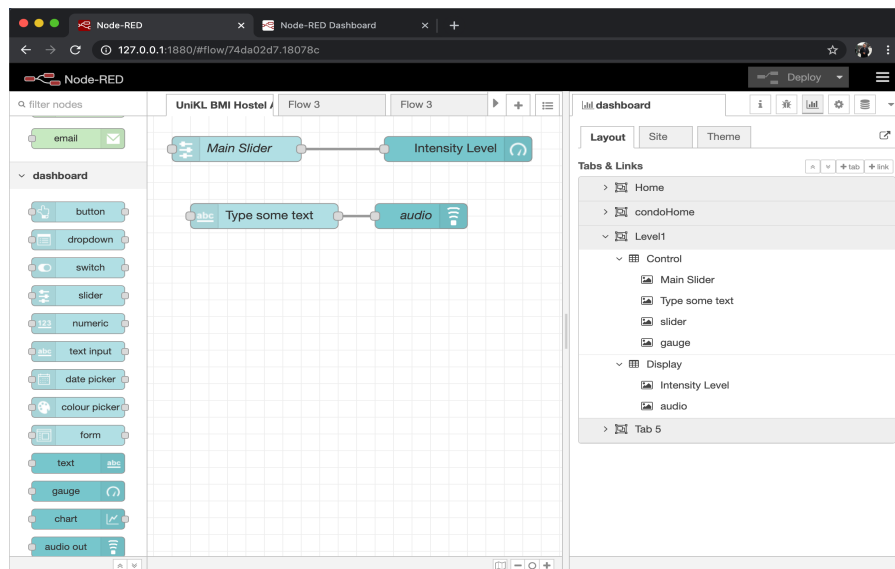 Node-RED
Node-RED Dashboard
127.0.0.1:1880/#flow/74da02d7.18078c
Node-RED
Deploy
filter nodes
UniKL BMI Hostel A
Flow 3
Flow 3
dashboard
i
email
Main Slider
Intensity Level
Layout
Site
Theme
dashboard
Tabs & Links
+tab
+link
button
abc
Type some text
audio
Home
condoHome
dropdown
Level1
switch
Control
slider
Main Slider
123
numeric
Type some text
abc
text input
slider
date picker
gauge
colour picker
Display
form
Intensity Level
text
abc
audio
gauge
Tab 5
chart
audio out